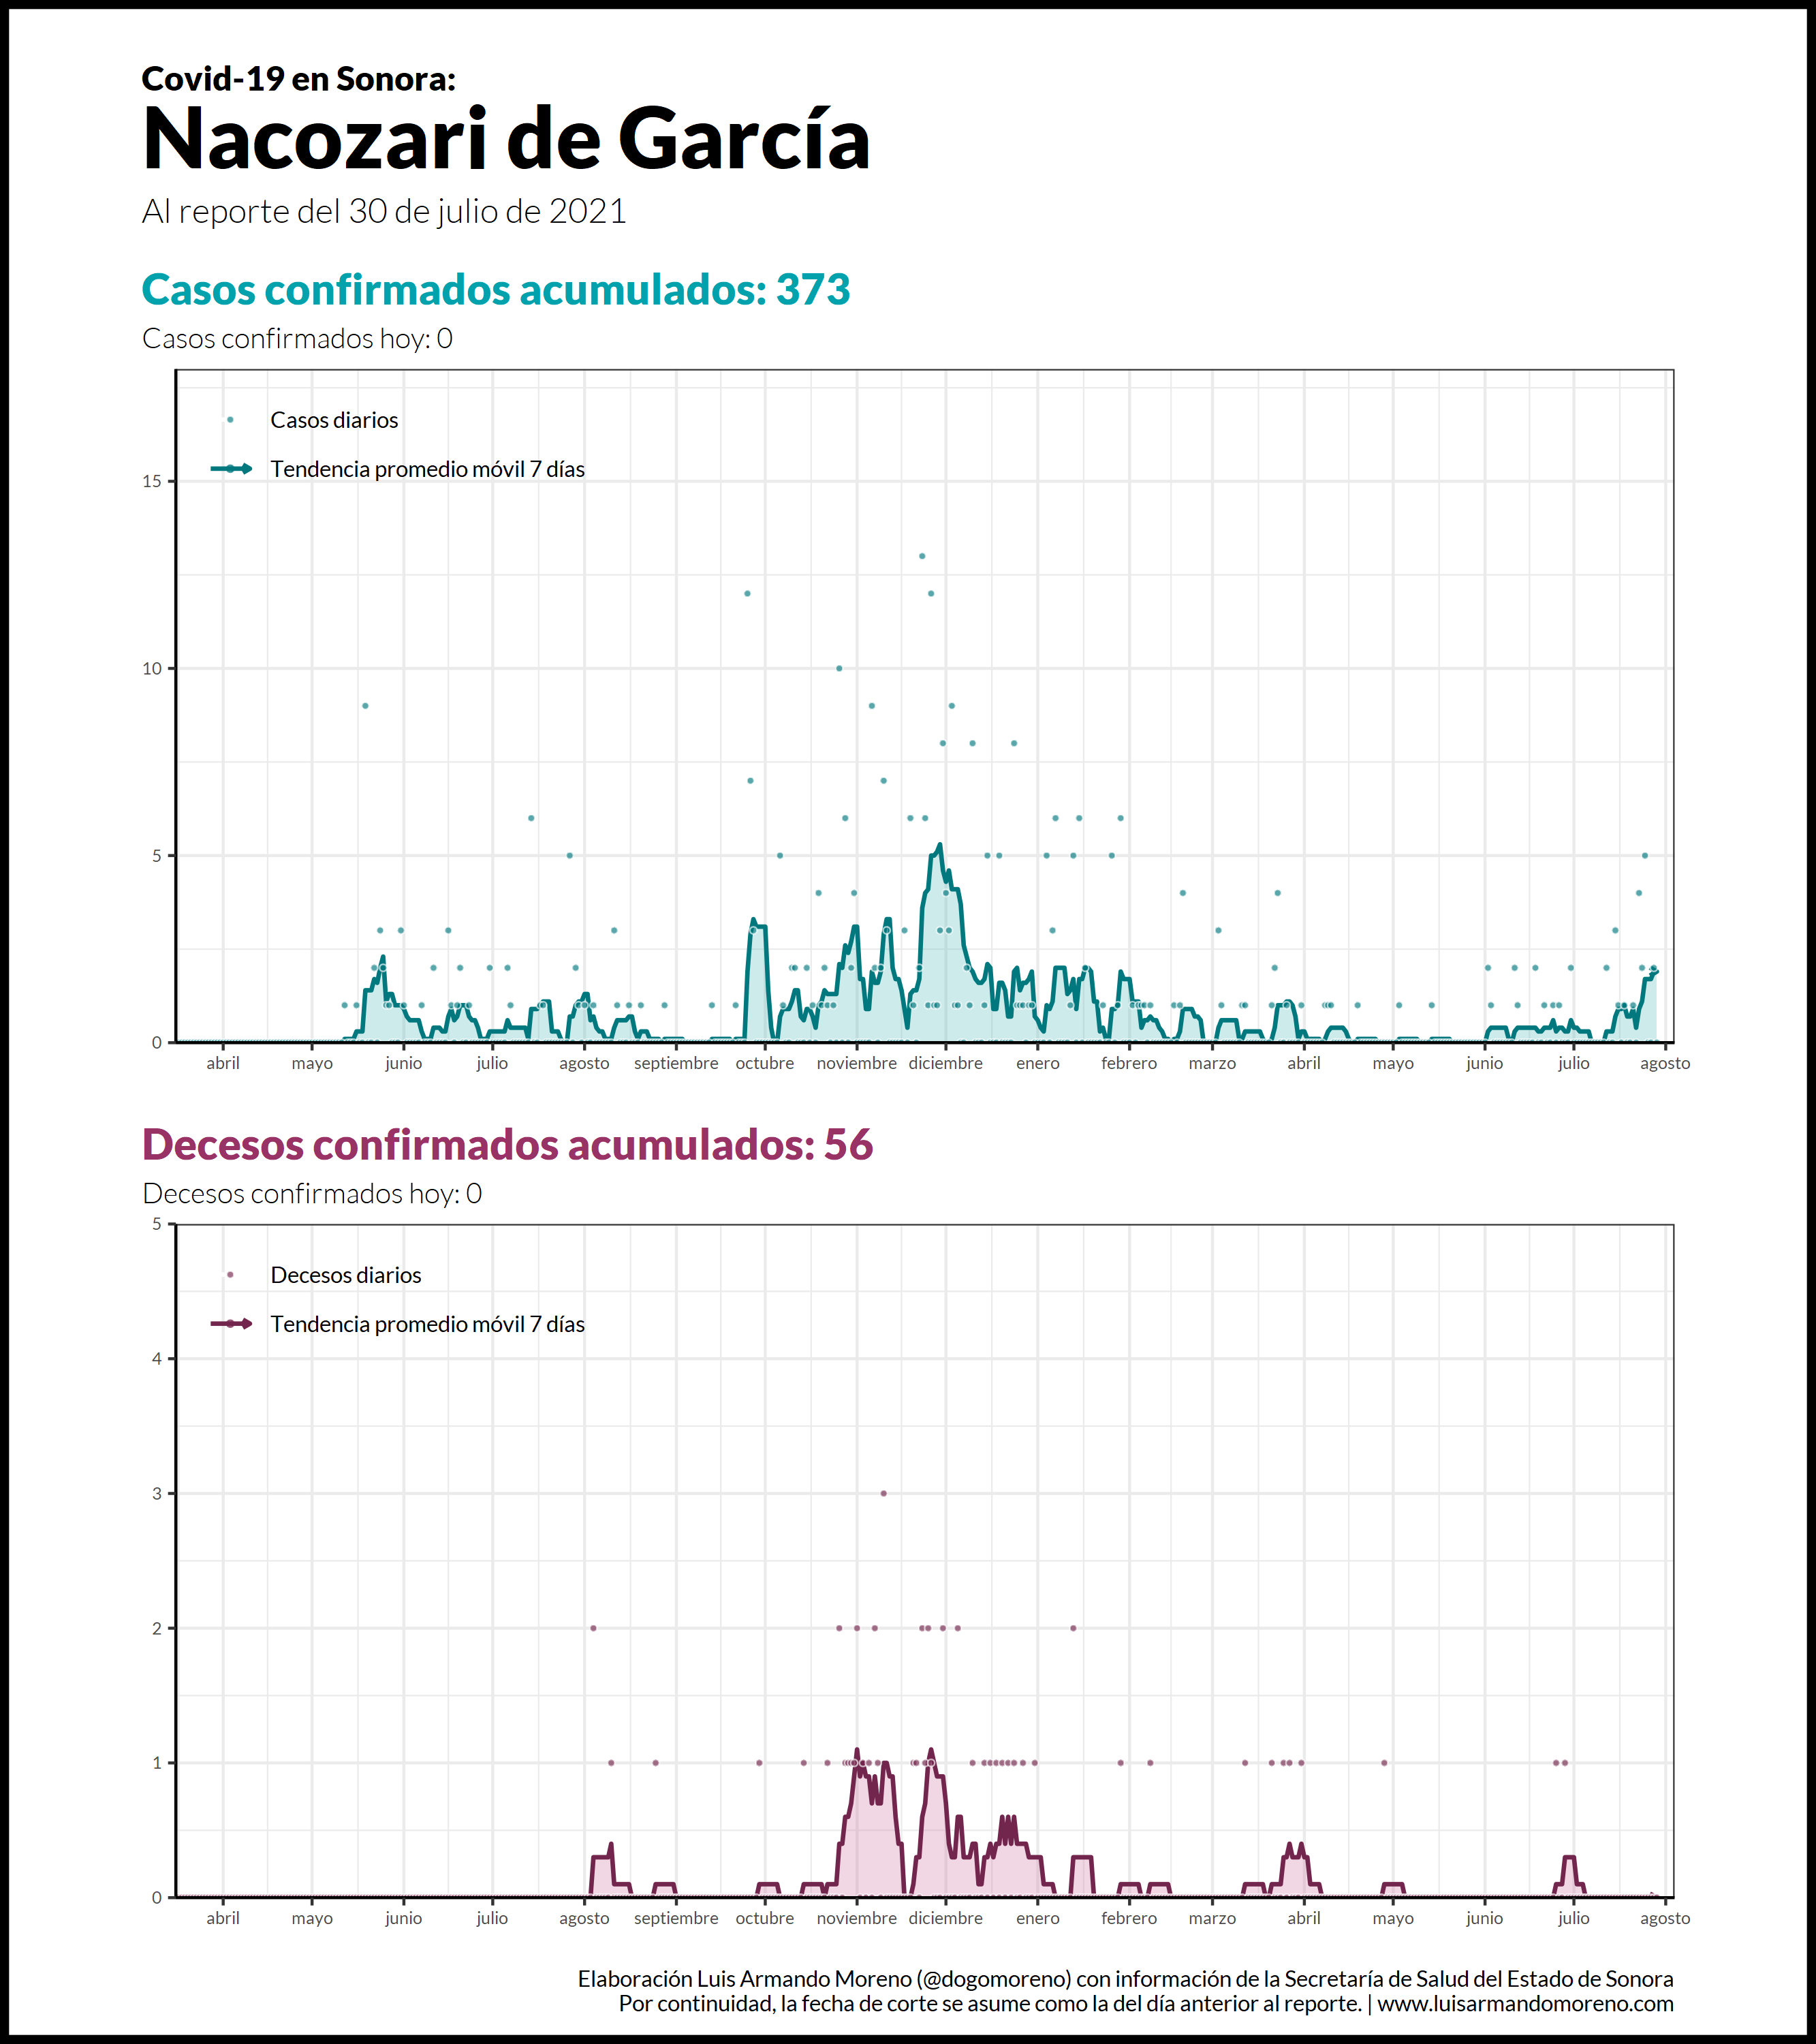 Covid-19 en Sonora:
Nacozari de García
Al reporte del 30 de julio de 2021
Casos confirmados acumulados: 373
Casos confirmados hoy: 0
Casos diarios
Tendencia promedio móvil 7 días
15
10
5
0
abril mayo junio julio agosto septiembre octubre noviembre diciembre enero febrero marzo abril mayo junio julio agosto
Decesos confirmados acumulados: 56
Decesos confirmados hoy: 0
5
Decesos diarios
Tendencia promedio móvil 7 días
4
3
2
1
0
abril mayo junio julio agosto septiembre octubre noviembre diciembre enero febrero marzo abril mayo junio julio agosto
Elaboración Luis Armando Moreno (@dogomoreno) con información de la Secretaría de Salud del Estado de Sonora
Por continuidad, la fecha de corte se asume como la del día anterior al reporte. | www.luisarmandomoreno.com